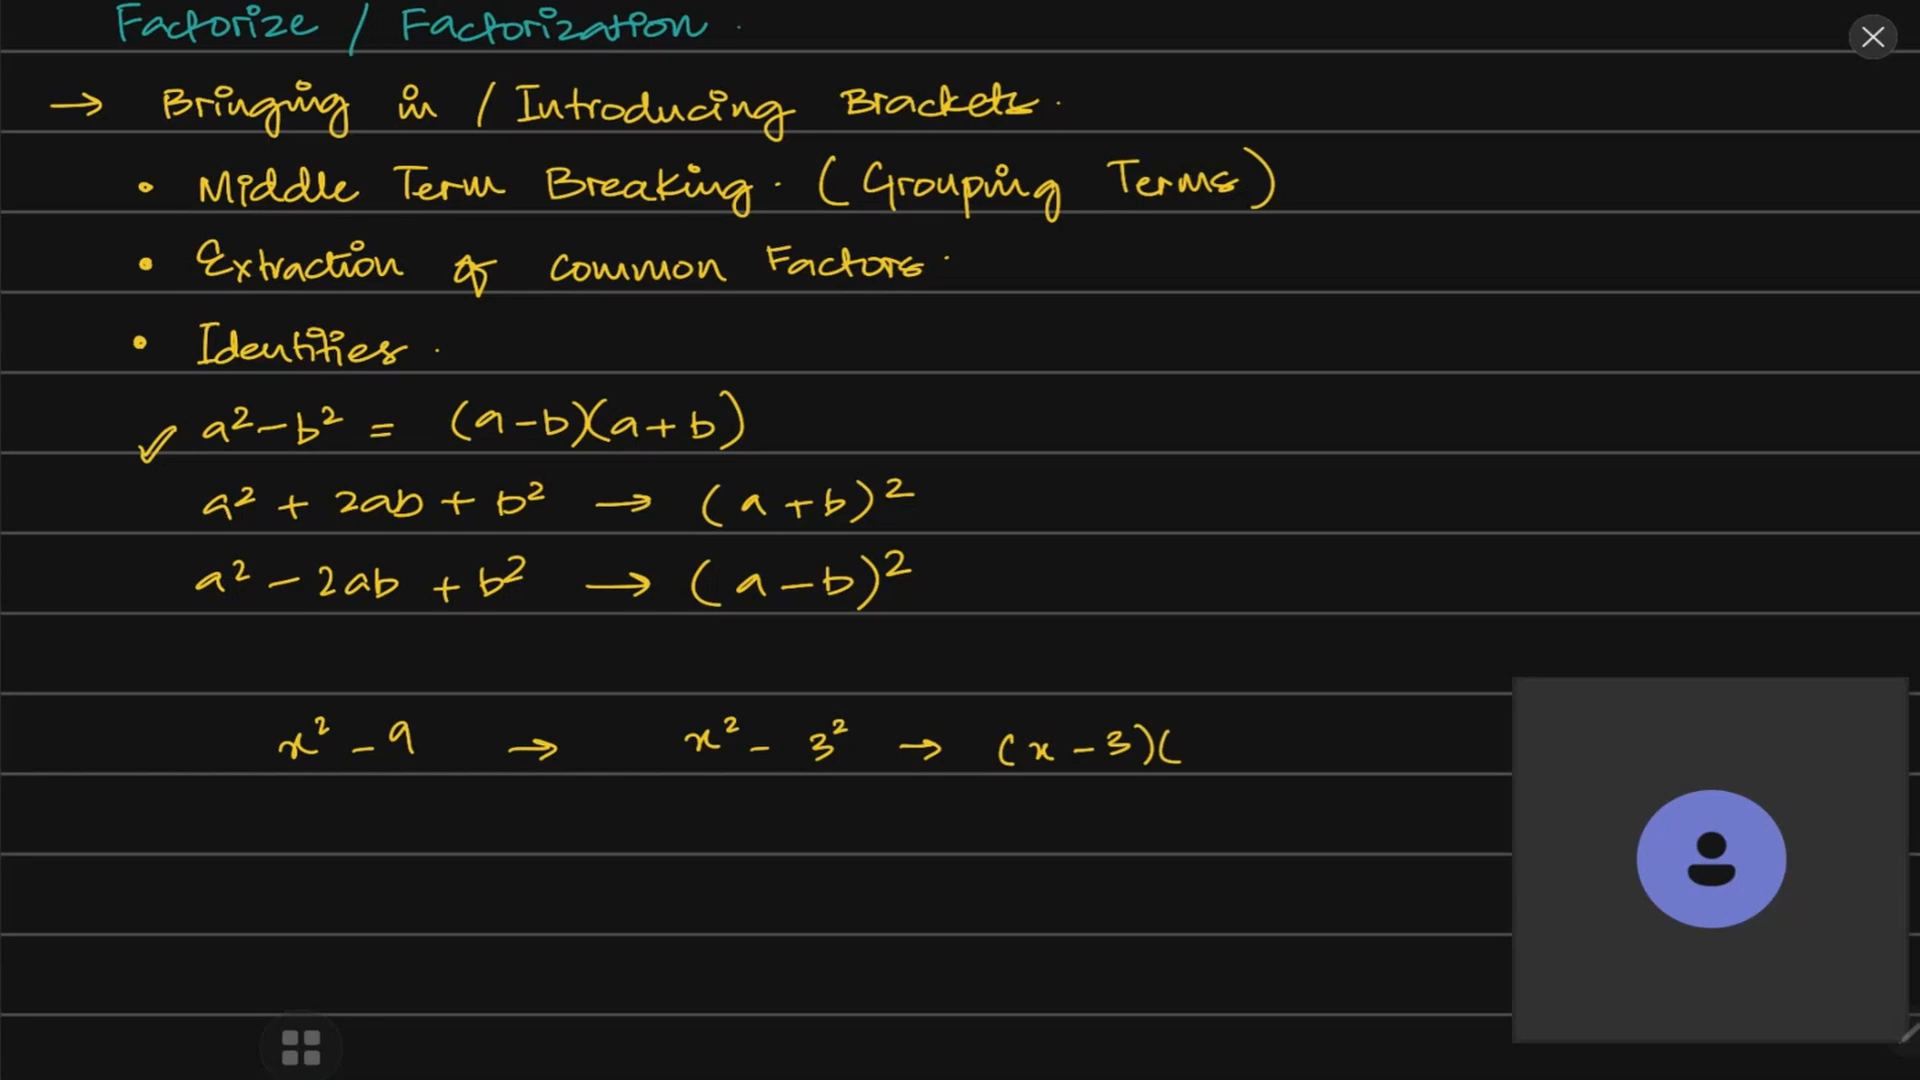 Factorize / Factorization.
→ Bringing in / Introducing Brackets.
• Middle Term Breaking. (Grouping Terms)
• Extraction of common Factors.
• Identities.
✓ a² - b² = (a-b)(a+b)
a² + 2ab + b² → (a+b)²
a² - 2ab + b² → (a-b)²
x² - 9 → x² - 3² → (x-3)(